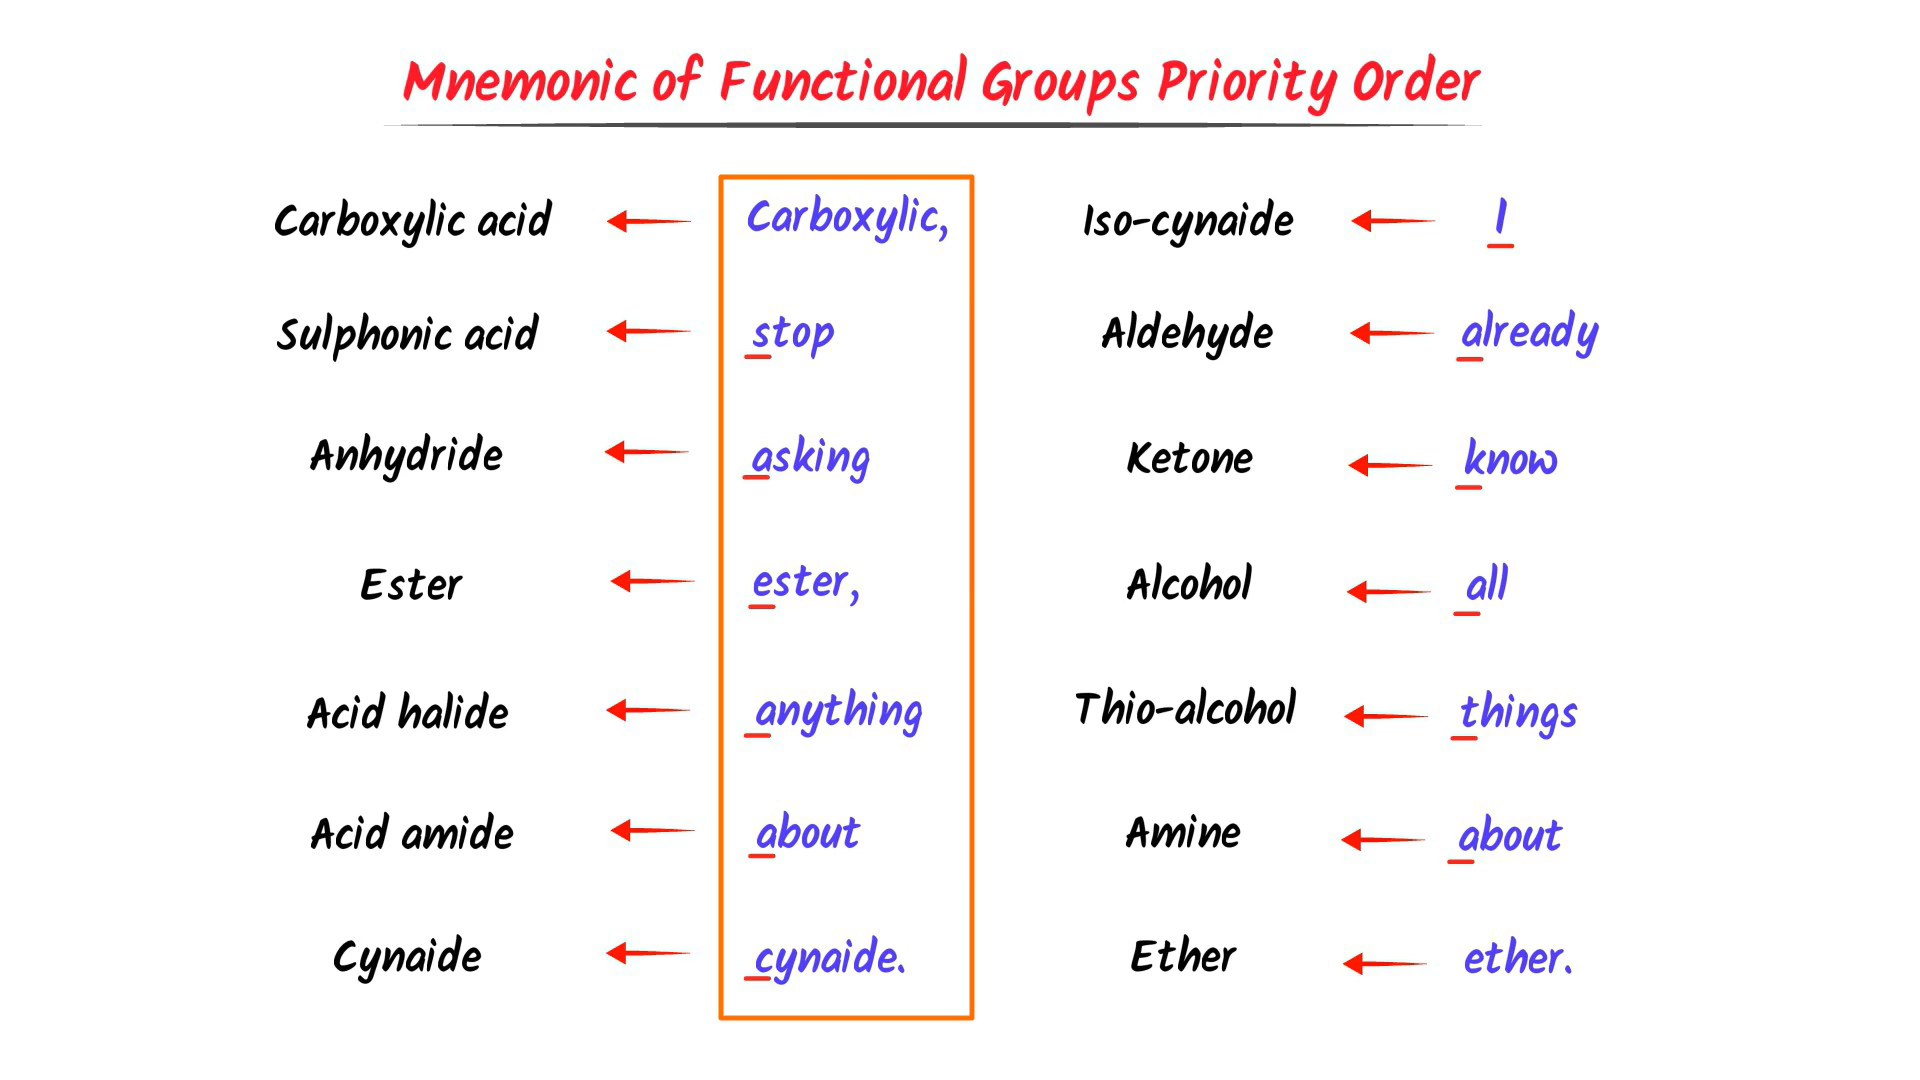 Mnemonic of Functional Groups Priority Order
Carboxylic acid Carboxylic,
Sulphonic acid stop
Anhydride asking
Ester ester,
Acid halide anything
Acid amide about
Cynaide cynaide.
Iso-cynaide I
Aldehyde already
Ketone know
Alcohol all
Thio-alcohol things
Amine about
Ether ether.